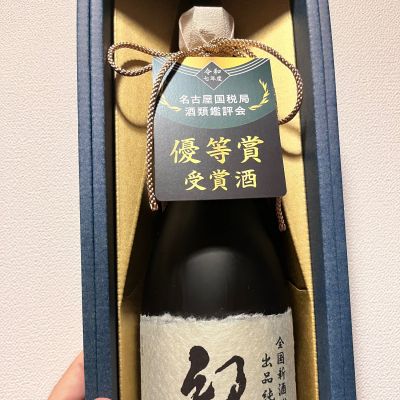 令和
七年度
名古屋国税局
酒類鑑評会
優等賞
受賞酒
全国新酒
出品純